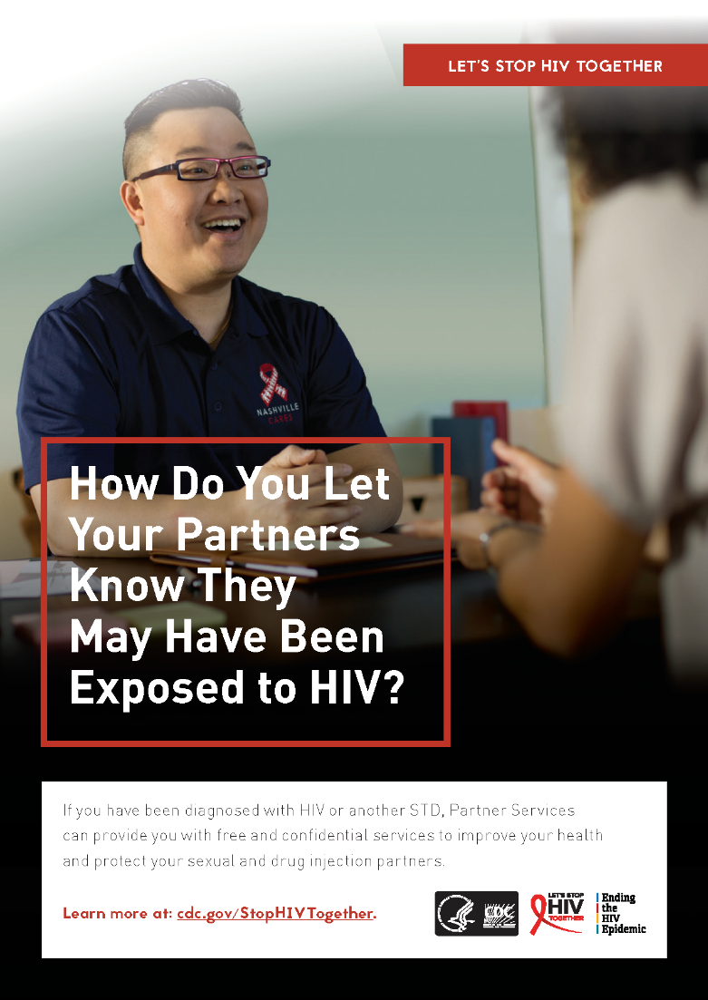 LET'S STOP HIV TOGETHER
NASHVILLE
CARES
How Do You Let
Your Partners
Know They
May Have Been
Exposed to HIV?
If you have been diagnosed with HIV or another STD, Partner Services
can provide you with free and confidential services to improve your health
and protect your sexual and drug injection partners.
Learn more at: cdc.gov/StopHIVTogether.
CDC
LET'S STOP
HIV
TOGETHER
Ending
the
HIV
Epidemic